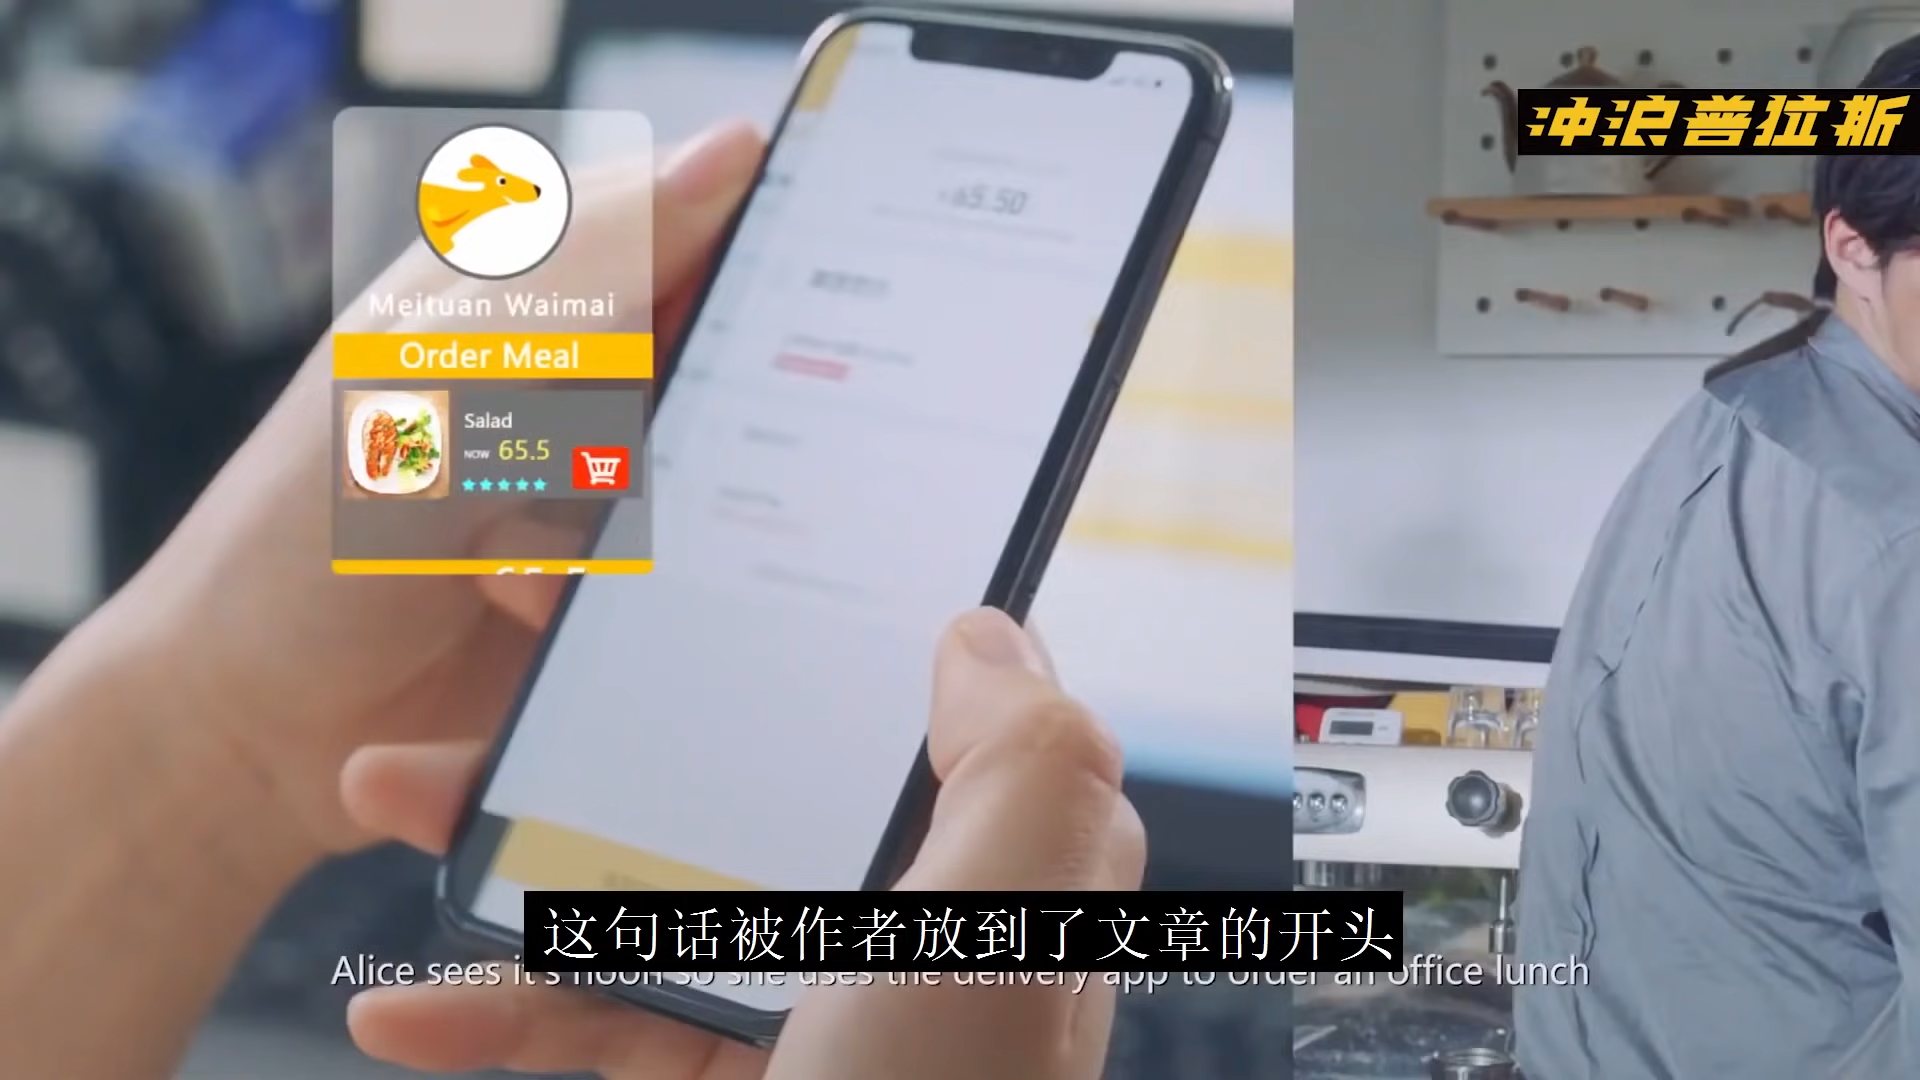 冲浪普拉斯
Meituan Waimai
Order Meal
Salad
NOW 65.5
65.50
这句话被作者放到了文章的开头
Alice sees it's noon so she uses the delivery app to order an office lunch